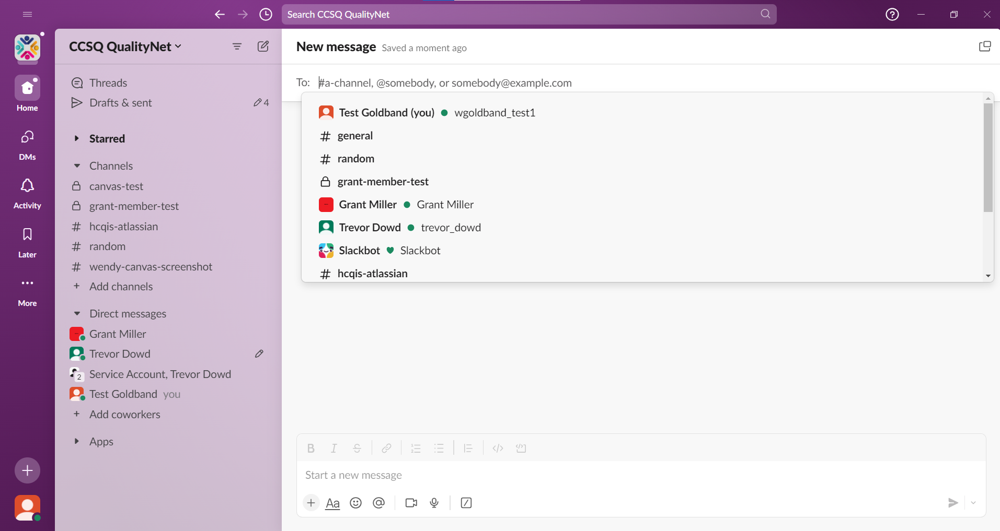 Search CCSQ QualityNet
Home
DMs
Activity
Later
More
CCSQ QualityNet
Threads
Drafts & sent 4
Starred
Channels
canvas-test
grant-member-test
hcqis-atlassian
random
wendy-canvas-screenshot
Add channels
Direct messages
Grant Miller
Trevor Dowd
2 Service Account, Trevor Dowd
Test Goldband you
Add coworkers
Apps
New message Saved a moment ago
To: #a-channel, @somebody, or somebody@example.com
Test Goldband (you) wgoldband_test1
# general
# random
grant-member-test
Grant Miller Grant Miller
Trevor Dowd trevor_dowd
Slackbot Slackbot
# hcqis-atlassian
Start a new message
Aa